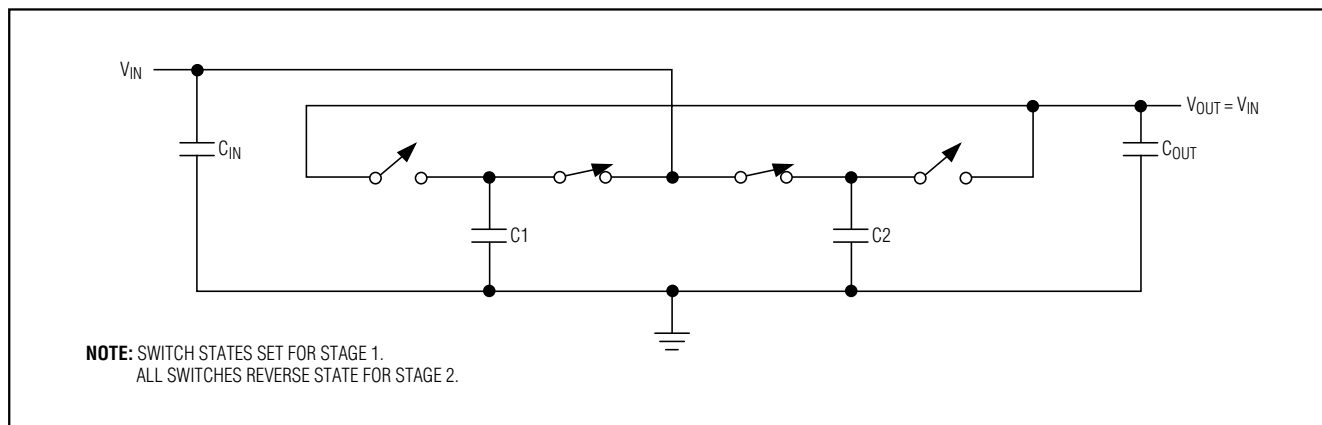 V_IN
V_OUT = V_IN
C_IN
C_OUT
C1
C2
NOTE: SWITCH STATES SET FOR STAGE 1.
ALL SWITCHES REVERSE STATE FOR STAGE 2.